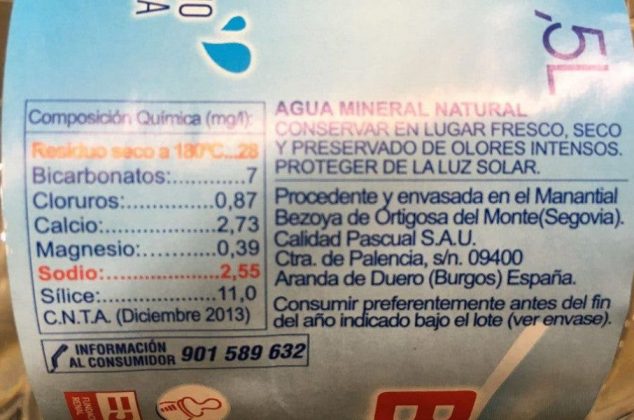 ,5L
Composición Química (mg/l):
Residuo seco a 180ºC...28
Bicarbonatos:............7
Cloruros:..............0,87
Calcio:.................2,73
Magnesio:............0,39
Sodio:..................2,55
Sílice:..................11,0
C.N.T.A. (Diciembre 2013)
INFORMACIÓN
AL CONSUMIDOR 901 589 632
AGUA MINERAL NATURAL
CONSERVAR EN LUGAR FRESCO, SECO
Y PRESERVADO DE OLORES INTENSOS.
PROTEGER DE LA LUZ SOLAR.
Procedente y envasada en el Manantial
Bezoya de Ortigosa del Monte(Segovia).
Calidad Pascual S.A.U.
Ctra. de Palencia, s/n. 09400
Aranda de Duero (Burgos) España.
Consumir preferentemente antes del fin
del año indicado bajo el lote (ver envase).